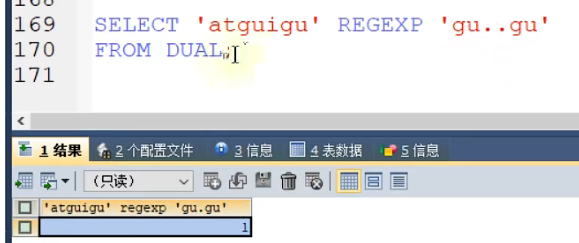 168
169 SELECT 'atguigu' REGEXP 'gu..gu'
170 FROM DUAL;
171
1 结果 2 个配置文件 3 信息 4 表数据 5 信息
(只读)
'atguigu' regexp 'gu.gu'
1